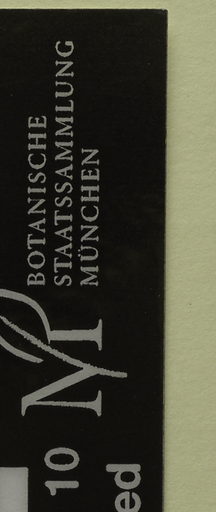 BOTANISCHE
STAATSSAMMLUNG
MÜNCHEN
M
10
ed